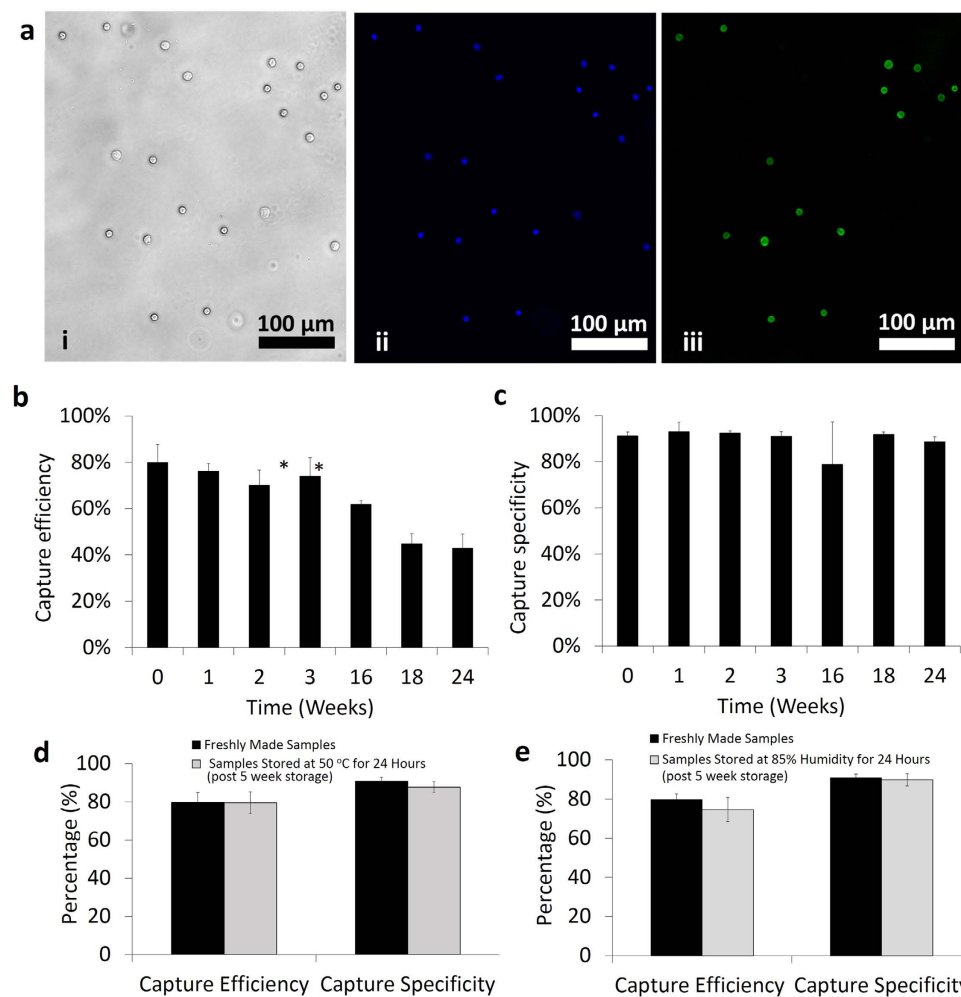 a
i
100 µm
ii
100 µm
iii
100 µm
b
100%
80%
60%
40%
20%
0%
Capture efficiency
* *
0 1 2 3 16 18 24
Time (Weeks)
c
100%
80%
60%
40%
20%
0%
Capture specificity
0 1 2 3 16 18 24
Time (Weeks)
d
Freshly Made Samples
Samples Stored at 50 °C for 24 Hours
(post 5 week storage)
100
80
60
40
20
0
Percentage (%)
Capture Efficiency Capture Specificity
e
Freshly Made Samples
Samples Stored at 85% Humidity for 24 Hours
(post 5 week storage)
100
80
60
40
20
0
Percentage (%)
Capture Efficiency Capture Specificity